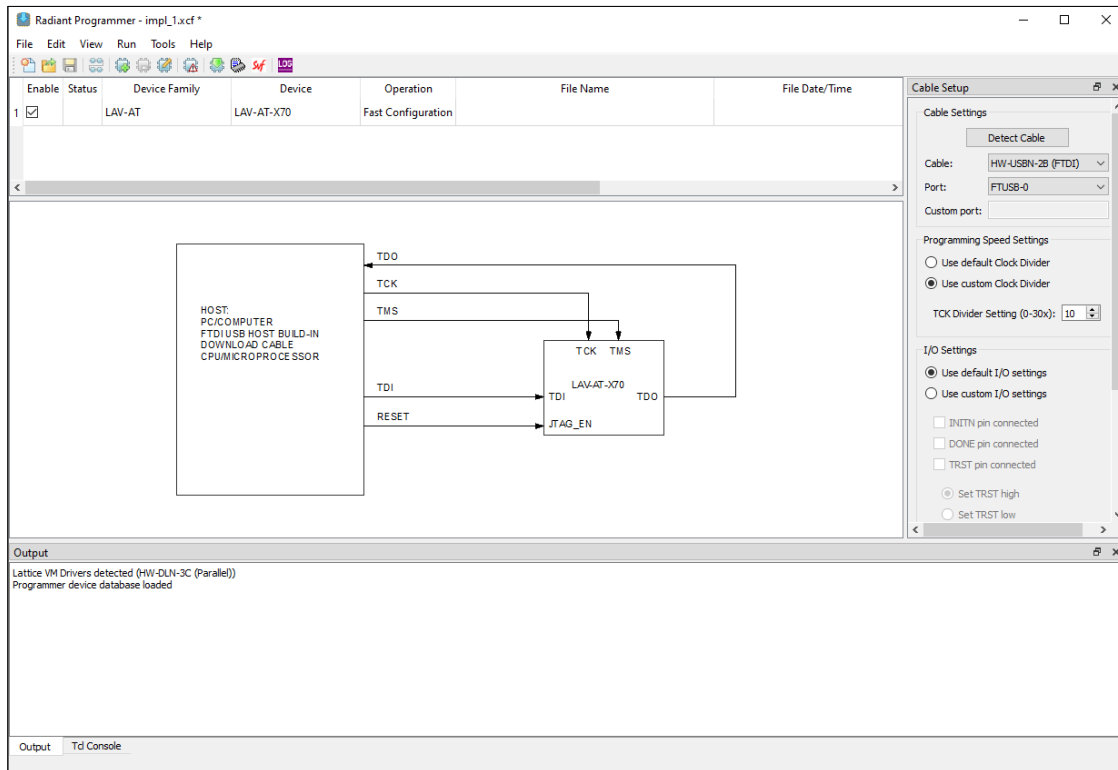 Radiant Programmer - impl_1.xcf *
File Edit View Run Tools Help
Svf LOG
Enable Status Device Family Device Operation File Name File Date/Time
1 LAV-AT LAV-AT-X70 Fast Configuration
Cable Setup
Cable Settings
Detect Cable
Cable: HW-USBN-2B (FTDI)
Port: FTUSB-0
Custom port:
Programming Speed Settings
Use default Clock Divider
Use custom Clock Divider
TCK Divider Setting (0-30x): 10
I/O Settings
Use default I/O settings
Use custom I/O settings
INITN pin connected
DONE pin connected
TRST pin connected
Set TRST high
Set TRST low
TDO
TCK
TMS
HOST:
PC/COMPUTER
FTDI USB HOST BUILD-IN
DOWNLOAD CABLE
CPU/MICROPROCESSOR
TCK TMS
LAV-AT-X70
TDI
TDI TDO
RESET
JTAG_EN
Output
Lattice VM Drivers detected (HW-DLN-3C (Parallel))
Programmer device database loaded
Output Tcl Console